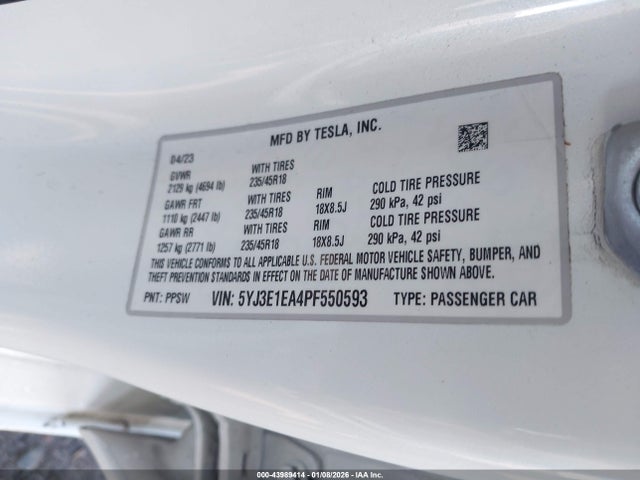 MFD BY TESLA, INC.
04/23
GVWR WITH TIRES
2129 kg (4694 lb) 235/45R18
GAWR FRT WITH TIRES RIM COLD TIRE PRESSURE
1110 kg (2447 lb) 235/45R18 18X8.5J 290 kPa, 42 psi
GAWR RR WITH TIRES RIM COLD TIRE PRESSURE
1257 kg (2771 lb) 235/45R18 18X8.5J 290 kPa, 42 psi
THIS VEHICLE CONFORMS TO ALL APPLICABLE U.S. FEDERAL MOTOR VEHICLE SAFETY, BUMPER, AND
THEFT PREVENTION STANDARDS IN EFFECT ON THE DATE OF MANUFACTURE SHOWN ABOVE.
PNT: PPSW VIN: 5YJ3E1EA4PF550593 TYPE: PASSENGER CAR
000-43989414 - 01/08/2026 - IAA, Inc.